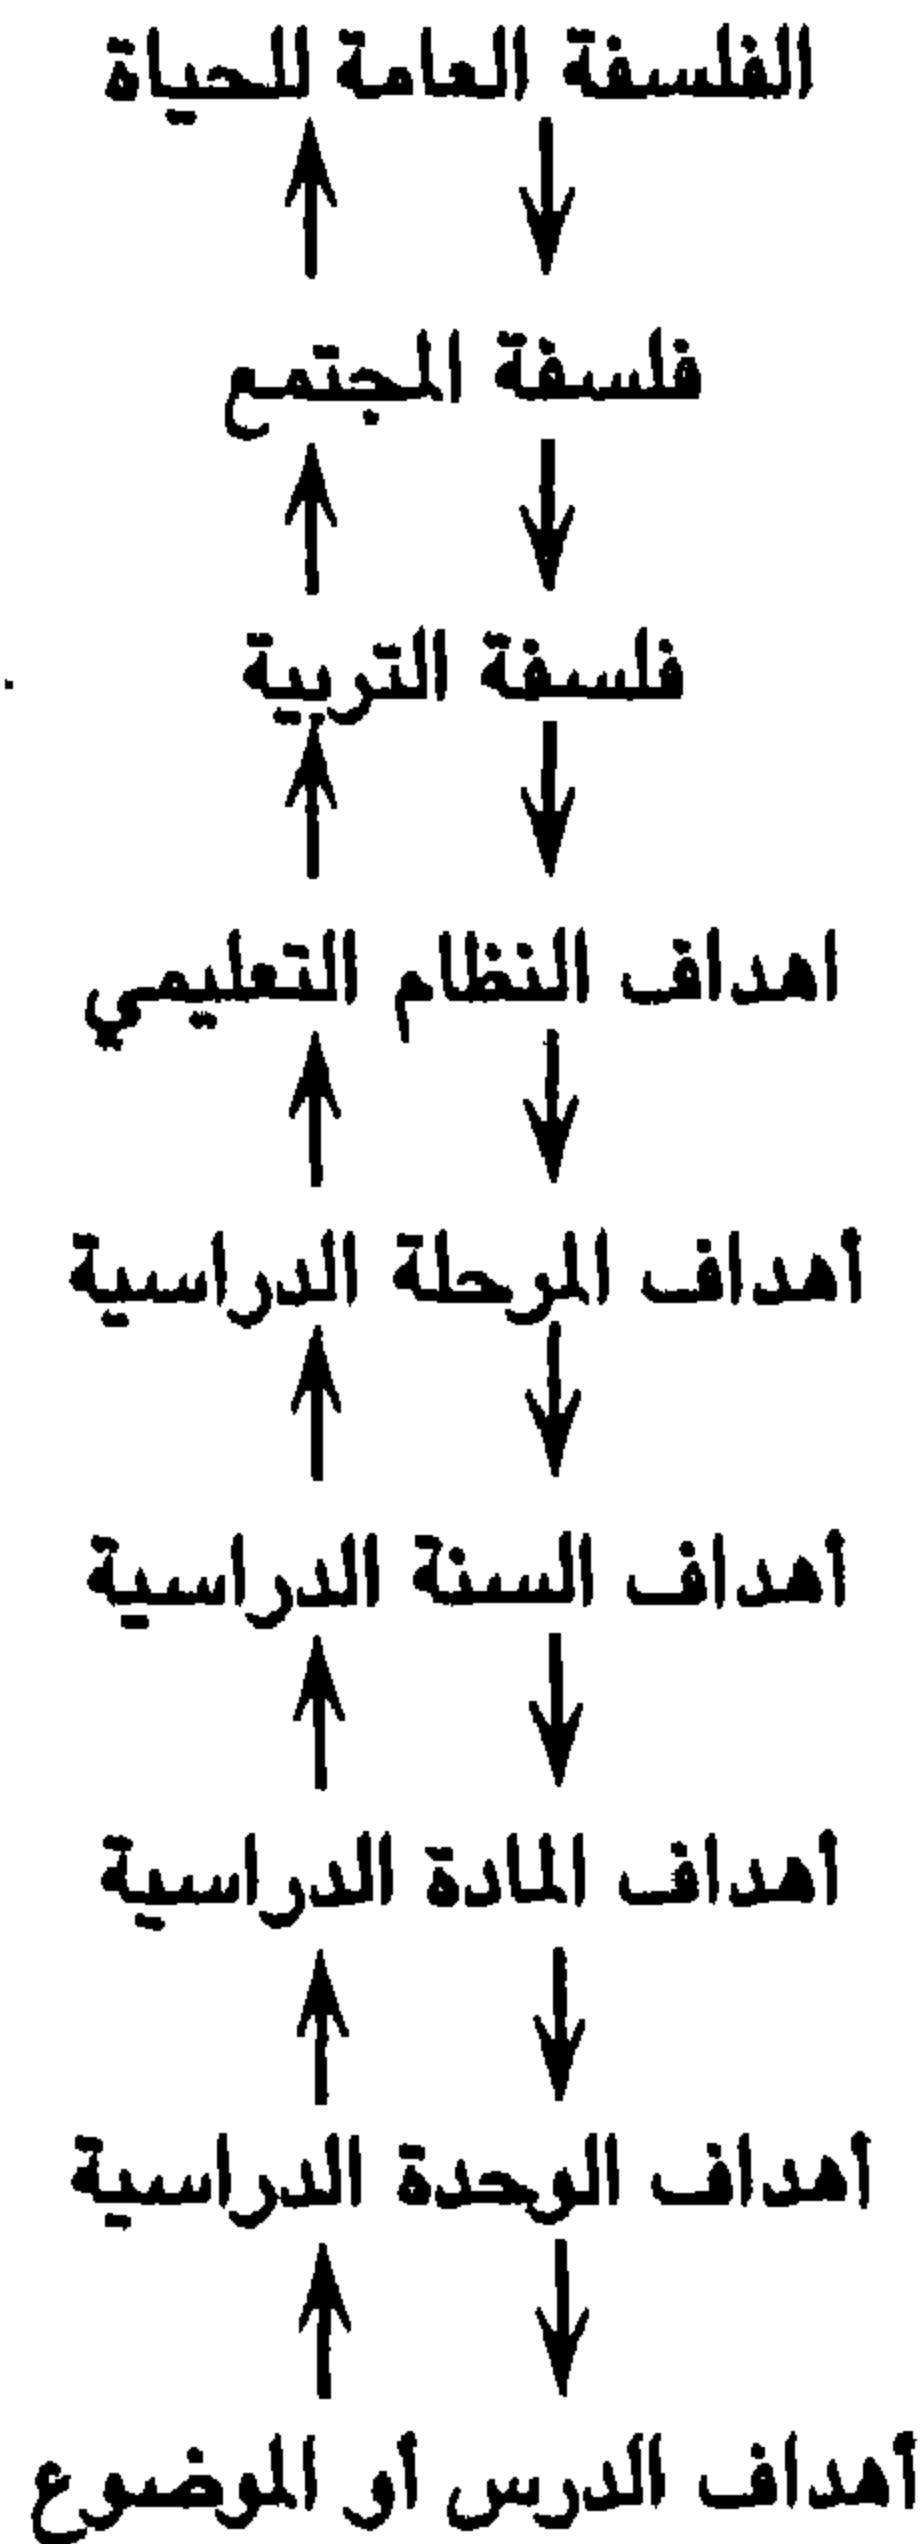 الفلسفة العامة للحياة
فلسفة المجتمع
فلسفة التربية
اهداف النظام التعليمي
أهداف المرحلة الدراسية
أهداف السنة الدراسية
أهداف المادة الدراسية
أهداف الوحدة الدراسية
أهداف الدرس أو الموضوع